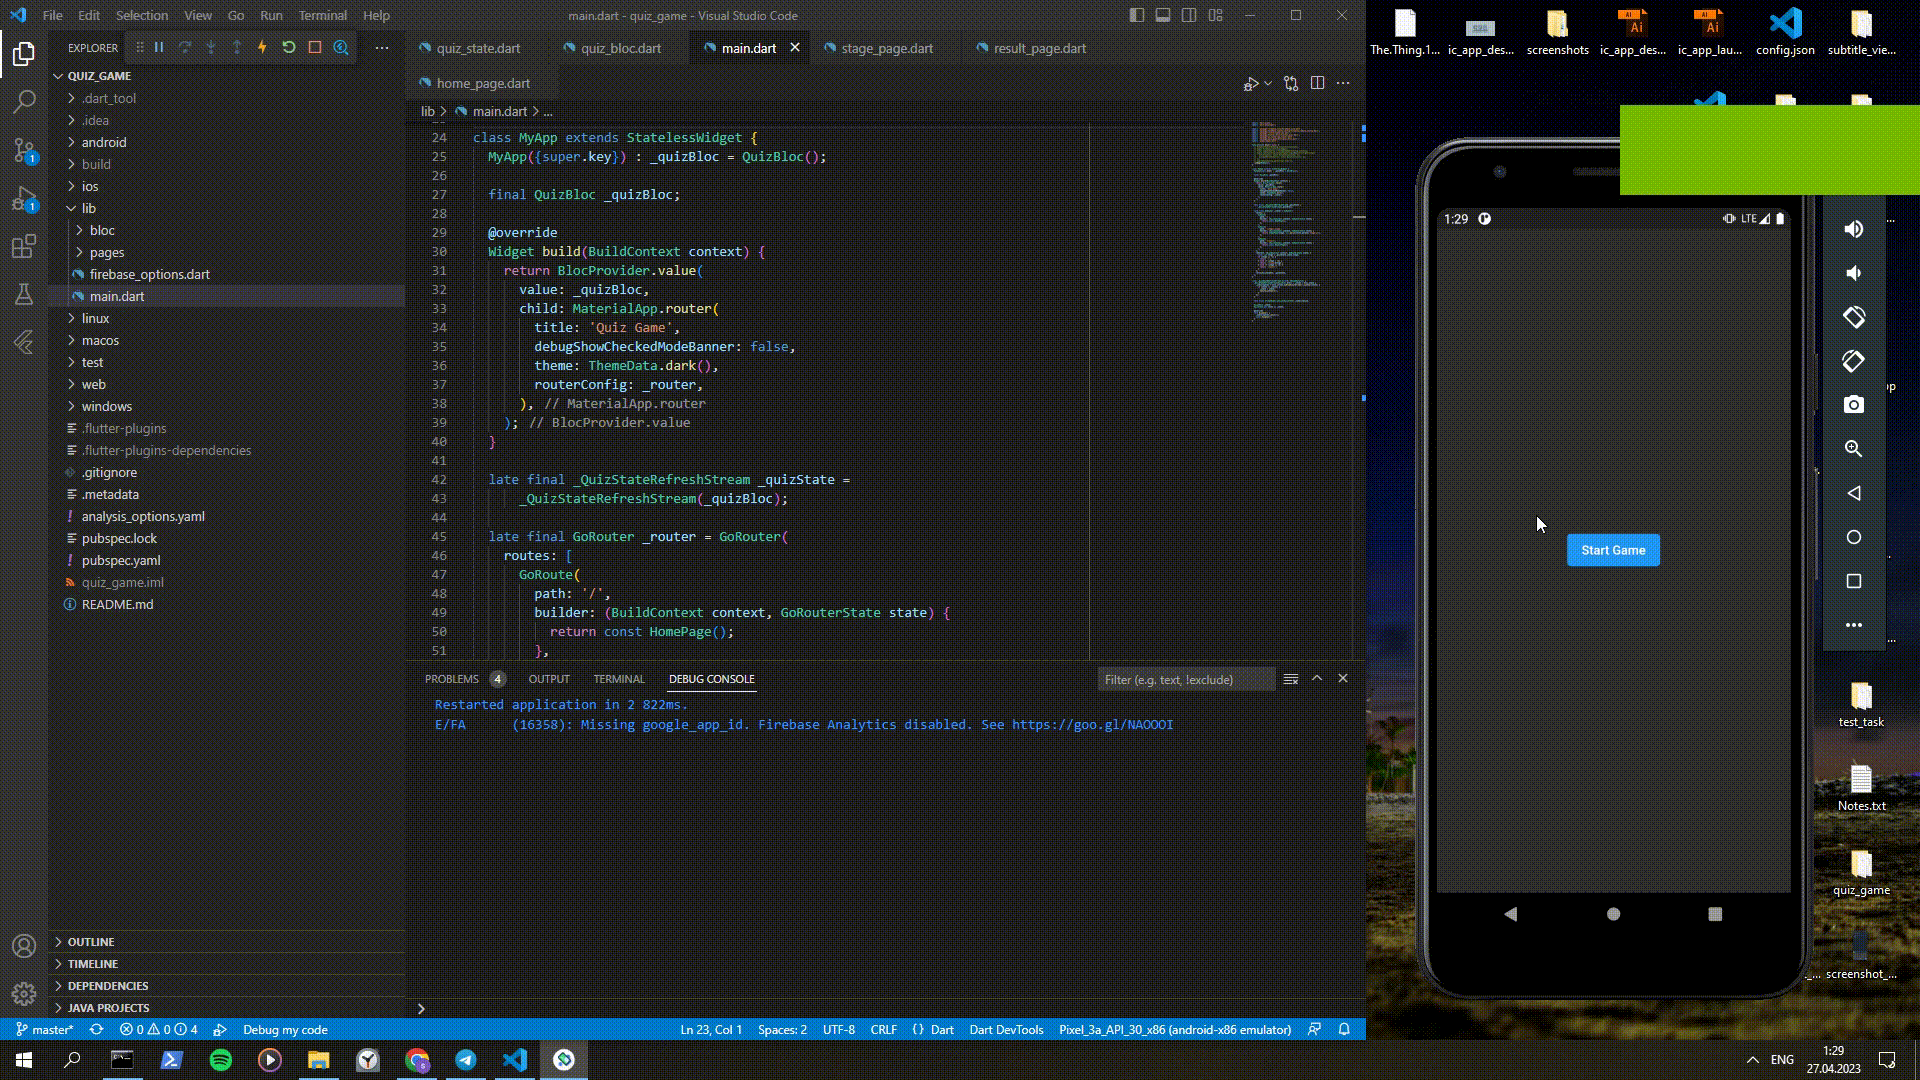 File Edit Selection View Go Run Terminal Help
main.dart - quiz_game - Visual Studio Code
EXPLORER
QUIZ_GAME
.dart_tool
.idea
android
build
ios
lib
bloc
pages
firebase_options.dart
main.dart
linux
macos
test
web
windows
.flutter-plugins
.flutter-plugins-dependencies
.gitignore
.metadata
analysis_options.yaml
pubspec.lock
pubspec.yaml
quiz_game.iml
README.md
OUTLINE
TIMELINE
DEPENDENCIES
JAVA PROJECTS
1
1
quiz_state.dart quiz_bloc.dart main.dart stage_page.dart result_page.dart
home_page.dart
lib > main.dart > ...
24 class MyApp extends StatelessWidget {
25 MyApp({super.key}) : _quizBloc = QuizBloc();
26
27 final QuizBloc _quizBloc;
28
29 @override
30 Widget build(BuildContext context) {
31 return BlocProvider.value(
32 value: _quizBloc,
33 child: MaterialApp.router(
34 title: 'Quiz Game',
35 debugShowCheckedModeBanner: false,
36 theme: ThemeData.dark(),
37 routerConfig: _router,
38 ), // MaterialApp.router
39 ); // BlocProvider.value
40 }
41
42 late final _QuizStateRefreshStream _quizState =
43 _QuizStateRefreshStream(_quizBloc);
44
45 late final GoRouter _router = GoRouter(
46 routes: [
47 GoRoute(
48 path: '/',
49 builder: (BuildContext context, GoRouterState state) {
50 return const HomePage();
51 },
PROBLEMS 4 OUTPUT TERMINAL DEBUG CONSOLE
Filter (e.g. text, !exclude)
Restarted application in 2 822ms.
E/FA (16358): Missing google_app_id. Firebase Analytics disabled. See https://goo.gl/NAOOOI
master* 0 0 4 Debug my code
Ln 23, Col 1 Spaces: 2 UTF-8 CRLF {} Dart Dart DevTools Pixel_3a_API_30_x86 (android-x86 emulator)
The.Thing.1... ic_app_des... screenshots ic_app_des... ic_app_lau... config.json subtitle_vie...
1:29 LTE
Start Game
test_task
Notes.txt
quiz_game
screenshot_...
ENG
1:29
27.04.2023